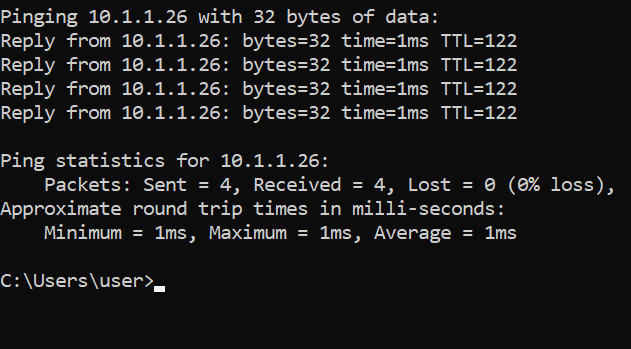 Pinging 10.1.1.26 with 32 bytes of data:
Reply from 10.1.1.26: bytes=32 time=1ms TTL=122
Reply from 10.1.1.26: bytes=32 time=1ms TTL=122
Reply from 10.1.1.26: bytes=32 time=1ms TTL=122
Reply from 10.1.1.26: bytes=32 time=1ms TTL=122

Ping statistics for 10.1.1.26:
    Packets: Sent = 4, Received = 4, Lost = 0 (0% loss),
Approximate round trip times in milli-seconds:
    Minimum = 1ms, Maximum = 1ms, Average = 1ms

C:\Users\user>